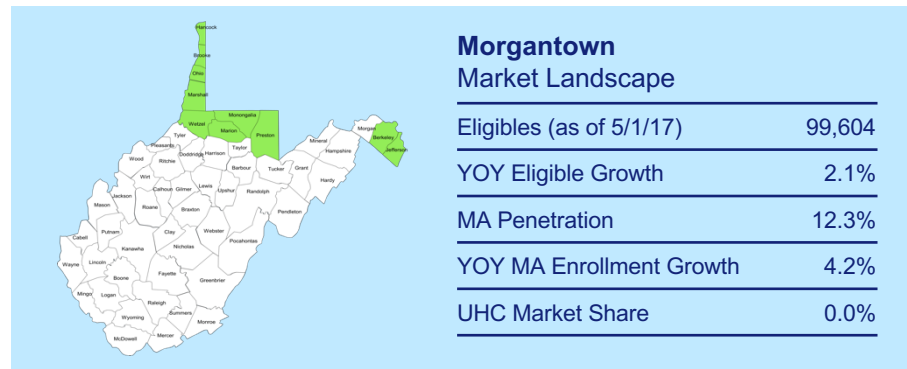 Hancock
Brooke
Ohio
Marshall
Wetzel
Monongalia
Marion
Preston
Morgan
Berkeley
Jefferson
Tyler
Pleasants
Doddridge
Harrison
Taylor
Mineral
Hampshire
Wood
Ritchie
Barbour
Tucker
Grant
Hardy
Wirt
Calhoun
Gilmer
Lewis
Upshur
Randolph
Jackson
Roane
Braxton
Pendleton
Mason
Putnam
Clay
Webster
Pocahontas
Cabell
Kanawha
Nicholas
Wayne
Lincoln
Boone
Fayette
Greenbrier
Mingo
Logan
Raleigh
Summers
Wyoming
Monroe
McDowell
Mercer
Morgantown
Market Landscape
Eligibles (as of 5/1/17) 99,604
YOY Eligible Growth 2.1%
MA Penetration 12.3%
YOY MA Enrollment Growth 4.2%
UHC Market Share 0.0%